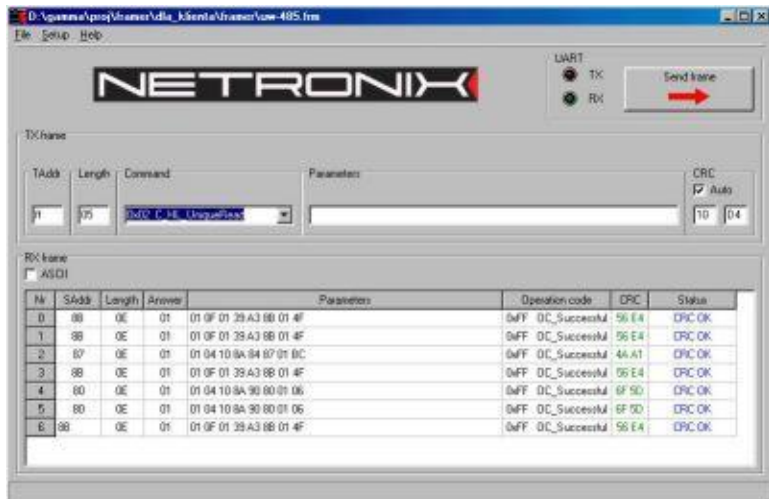 D:\gamma\proj\framer\dla_klienta\framer\uw-485.frm
File Setup Help
NETRONIX
UART
TX
RX
Send frame
TX frame
TAddr Length Command Parameters CRC
Auto
05 0x02 C_HL_UniqueRead 10 04
RX frame
ASCII
Nr SAddr Length Answer Parameters Operation code CRC Status
0 88 0E 01 01 0F 01 39 A3 8B 01 4F 0xFF OC_Successful 56 E4 CRC OK
1 88 0E 01 01 0F 01 39 A3 8B 01 4F 0xFF OC_Successful 56 E4 CRC OK
2 87 0E 01 01 04 10 8A 84 87 01 BC 0xFF OC_Successful 4A A1 CRC OK
3 88 0E 01 01 0F 01 39 A3 8B 01 4F 0xFF OC_Successful 56 E4 CRC OK
4 80 0E 01 01 04 10 8A 90 80 01 06 0xFF OC_Successful 6F 5D CRC OK
5 80 0E 01 01 04 10 8A 90 80 01 06 0xFF OC_Successful 6F 5D CRC OK
6 88 0E 01 01 0F 01 39 A3 8B 01 4F 0xFF OC_Successful 56 E4 CRC OK